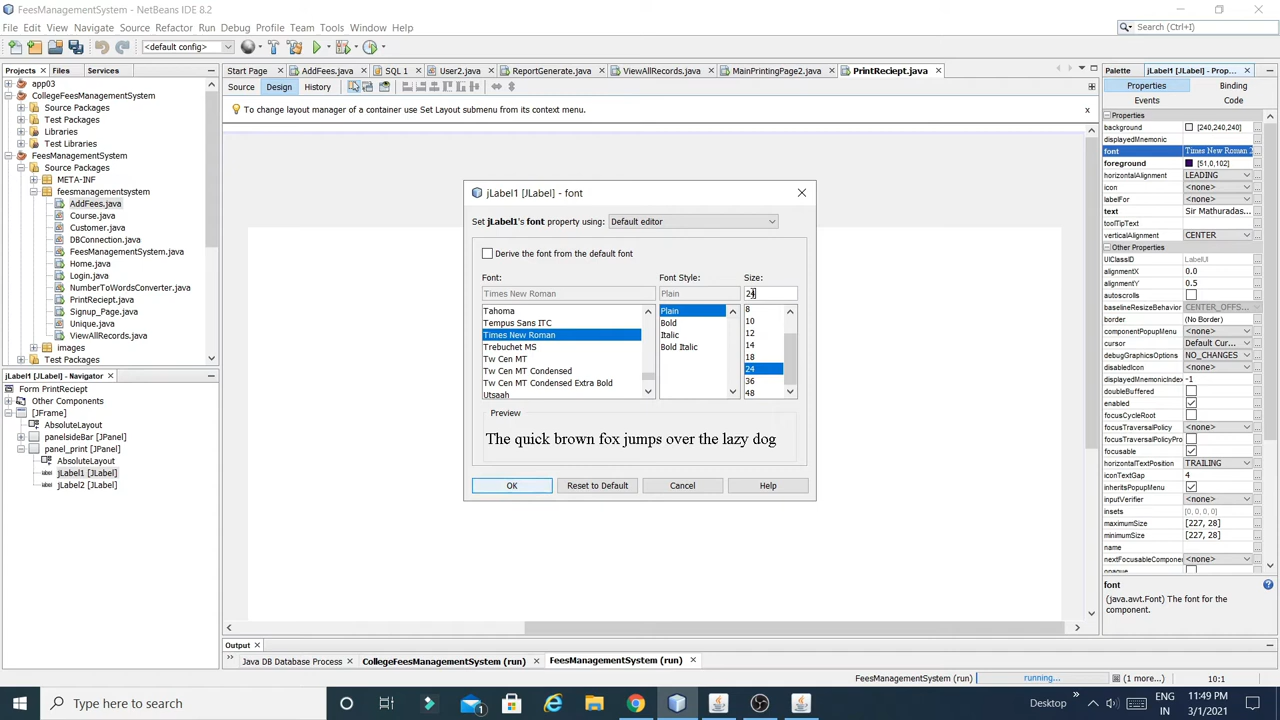 FeesManagementSystem - NetBeans IDE 8.2
File Edit View Navigate Source Refactor Run Debug Profile Team Tools Window Help
Search (Ctrl+I)
<default config>
Projects Files Services
Start Page AddFees.java SQL 1 User2.java ReportGenerate.java ViewAllRecords.java MainPrintingPage2.java PrintReciept.java
Palette jLabel1 [JLabel] - Prop...
Source Design History
Properties Binding
Events Code
To change layout manager of a container use Set Layout submenu from its context menu.
x
app03
CollegeFeesManagementSystem
Source Packages
Test Packages
Libraries
Test Libraries
FeesManagementSystem
Source Packages
META-INF
feesmanagementsystem
AddFees.java
Course.java
Customer.java
DBConnection.java
FeesManagementSystem.java
Home.java
Login.java
NumberToWordsConverter.java
PrintReciept.java
Signup_Page.java
Unique.java
ViewAllRecords.java
images
Test Packages
jLabel1 [JLabel] - Navigator
Form PrintReciept
Other Components
[JFrame]
AbsoluteLayout
panelsideBar [JPanel]
panel_print [JPanel]
AbsoluteLayout
jLabel1 [JLabel]
jLabel2 [JLabel]
jLabel1 [JLabel] - font
Set jLabel1's font property using: Default editor
Derive the font from the default font
Font: Font Style: Size:
Times New Roman Plain
Tahoma
Tempus Sans ITC
Times New Roman
Trebuchet MS
Tw Cen MT
Tw Cen MT Condensed
Tw Cen MT Condensed Extra Bold
Utsaah
Plain
Bold
Italic
Bold Italic
8
10
12
14
18
24
36
48
Preview
The quick brown fox jumps over the lazy dog
OK Reset to Default Cancel Help
Properties
background [240,240,240]
displayedMnemonic
font Times New Roman 2
foreground [51,0,102]
horizontalAlignment LEADING
icon <none>
labelFor <none>
text Sir Mathuradas...
toolTipText
verticalAlignment CENTER
Other Properties
UIClassID LabelUI
alignmentX 0.0
alignmentY 0.5
autoscrolls
baselineResizeBehavior CENTER_OFFS...
border (No Border)
componentPopupMenu <none>
cursor Default Cur...
debugGraphicsOptions NO_CHANGES
disabledIcon <none>
displayedMnemonicIndex -1
doubleBuffered
enabled
focusCycleRoot
focusTraversalPolicy <none>
focusTraversalPolicyPro
focusable
horizontalTextPosition TRAILING
iconTextGap 4
inheritsPopupMenu
inputVerifier <none>
insets [0, 0, 0, 0]
maximumSize [227, 28]
minimumSize [227, 28]
name
nextFocusableCompone <none>
opaque
font
(java.awt.Font) The font for the
component.
Output
Java DB Database Process CollegeFeesManagementSystem (run) FeesManagementSystem (run)
FeesManagementSystem (run) running... (1 more...) 10:1
Type here to search
Desktop
ENG
IN
11:49 PM
3/1/2021